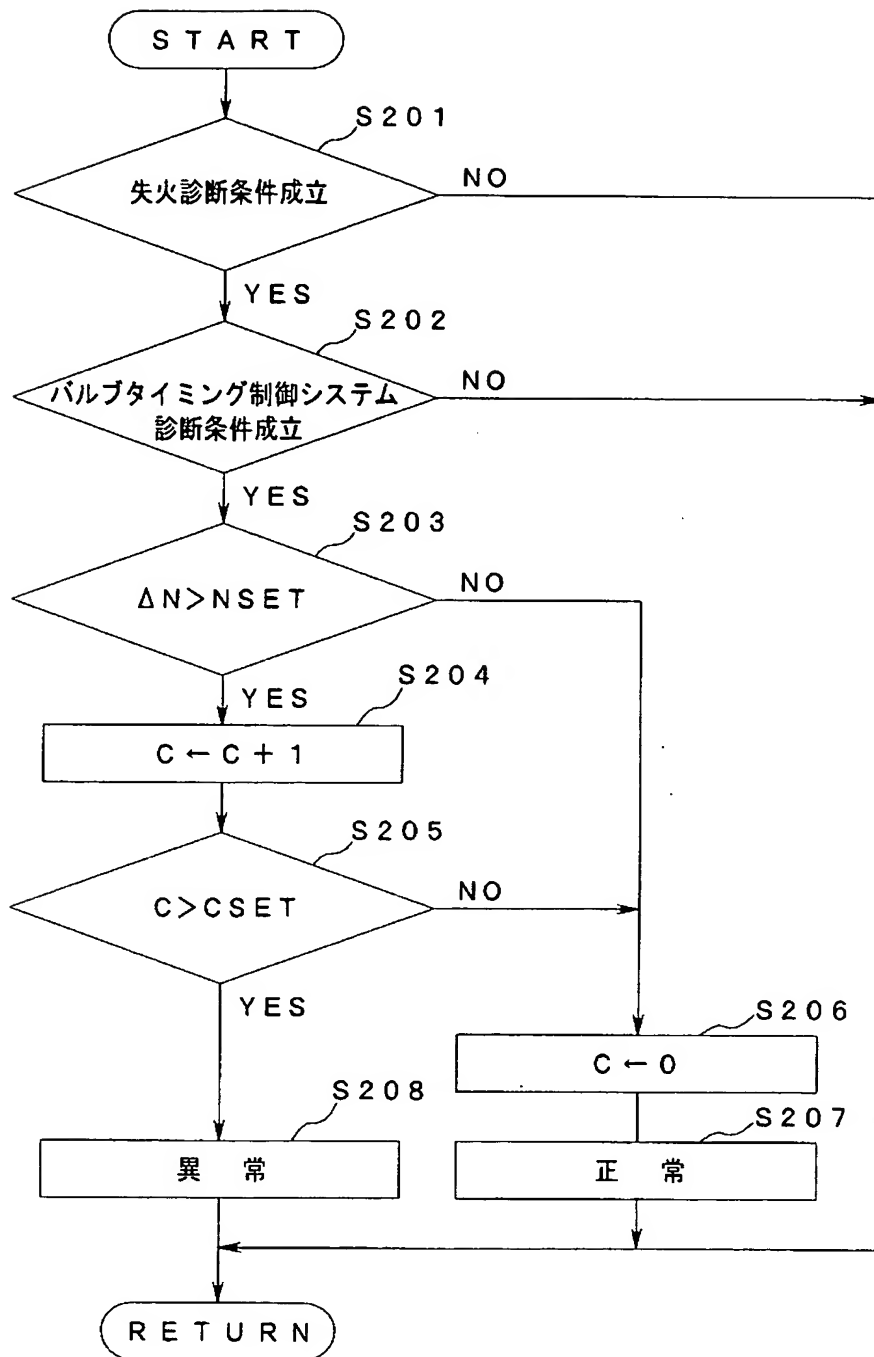 START
S201
失火診断条件成立
NO
YES
S202
バルブタイミング制御システム
診断条件成立
NO
YES
S203
ΔN>NSET
NO
YES
S204
C←C+1
S205
C>CSET
NO
YES
S206
C←0
S208
異常
S207
正常
RETURN